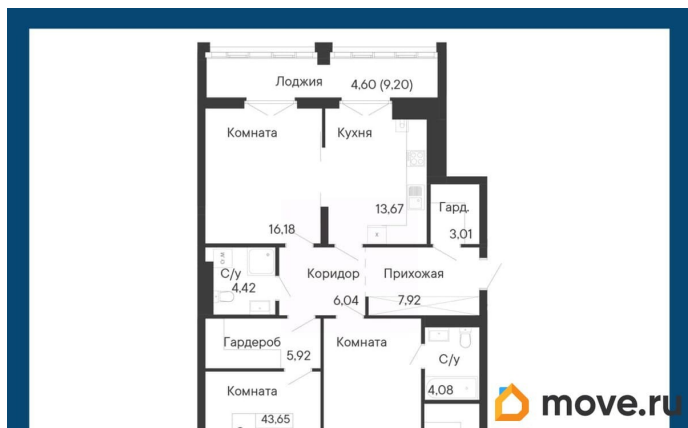 Лоджия
4,60 (9,20)
Комната
Кухня
16,18
13,67
Гард.
3,01
С/у
4,42
Коридор
6,04
Прихожая
7,92
Гардероб
5,92
Комната
С/у
4,08
Комната
43,65
move.ru